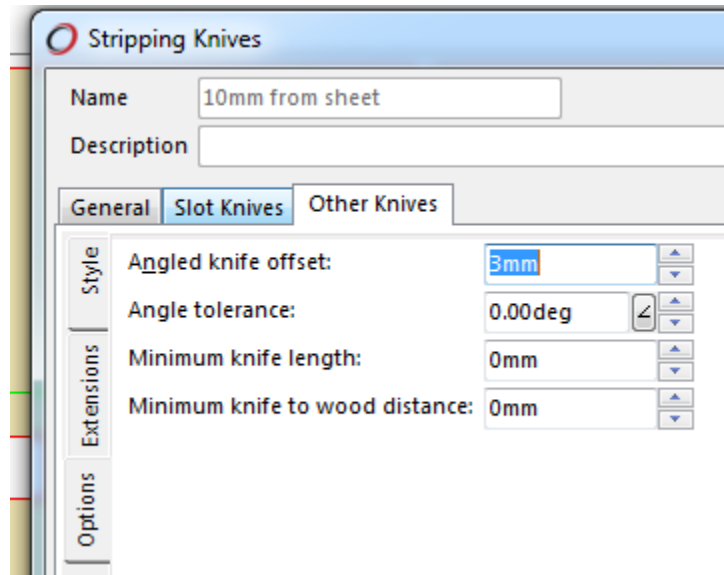 Stripping Knives
Name 10mm from sheet
Description
General Slot Knives Other Knives
Style
Angled knife offset: 3mm
Angle tolerance: 0.00deg
Minimum knife length: 0mm
Minimum knife to wood distance: 0mm
Extensions
Options